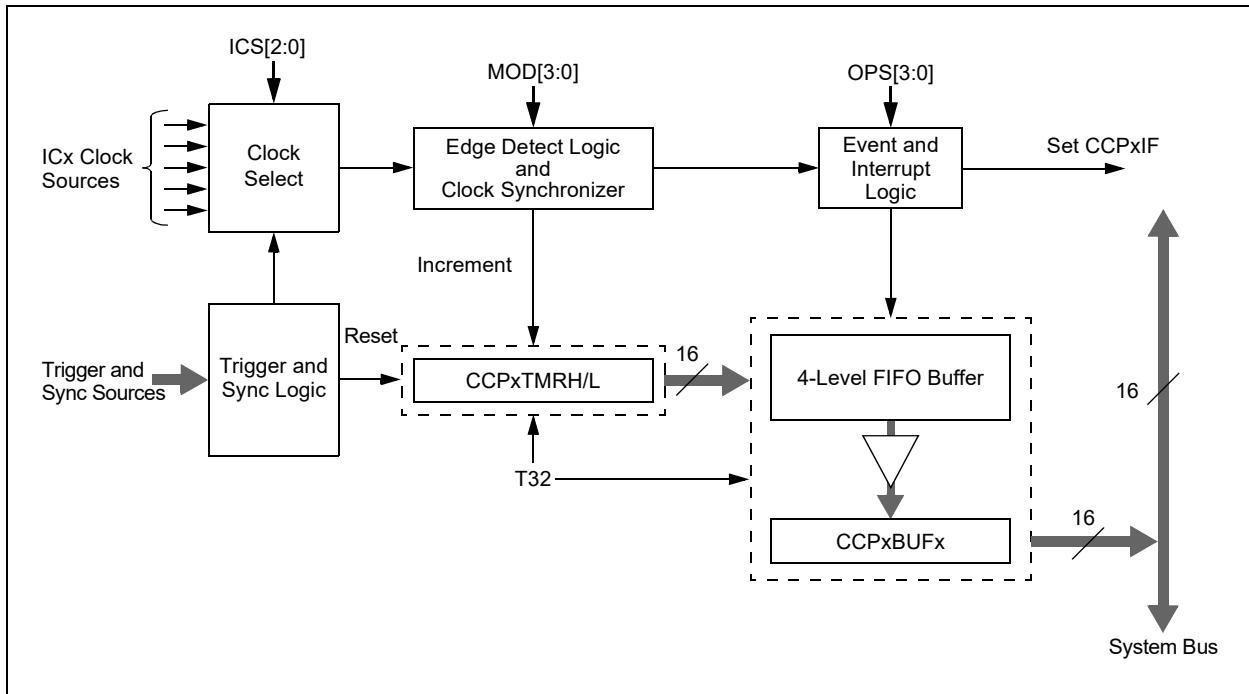 ICS[2:0]
MOD[3:0]
OPS[3:0]
ICx Clock
Sources
Clock
Select
Edge Detect Logic
and
Clock Synchronizer
Event and
Interrupt
Logic
Set CCPxIF
Increment
Trigger and
Sync Sources
Trigger and
Sync Logic
Reset
CCPxTMRH/L
16
4-Level FIFO Buffer
16
T32
CCPxBUFx
16
System Bus